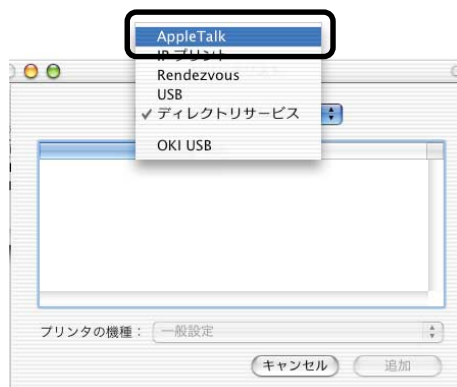 AppleTalk
IP プリント
Rendezvous
USB
✓ ディレクトリサービス
OKI USB
プリンタの機種： 一般設定
キャンセル 追加